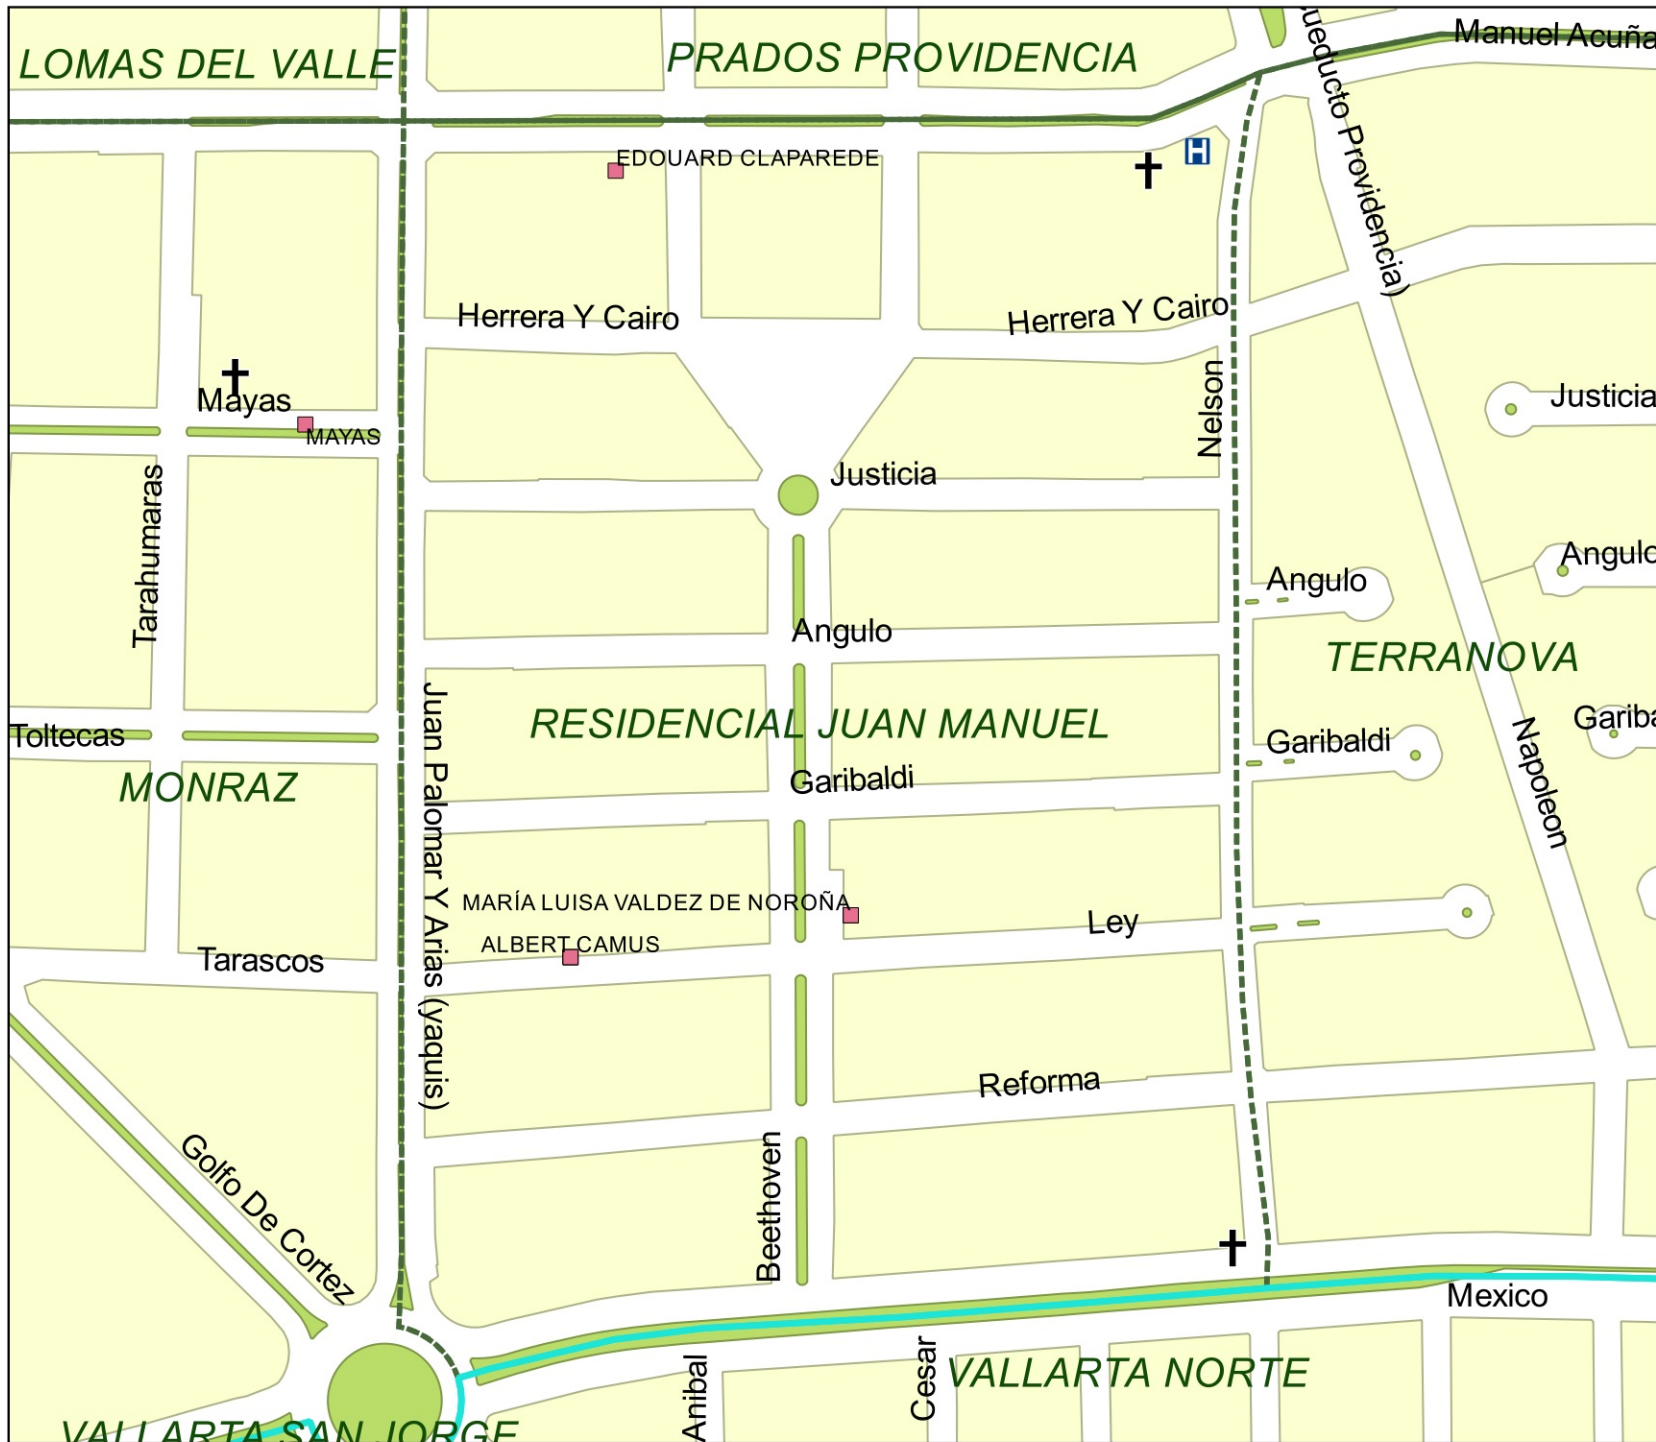 LOMAS DEL VALLE
PRADOS PROVIDENCIA
Manuel Acuña
ueducto Providencia)
EDOUARD CLAPAREDE
H
Herrera Y Cairo
Herrera Y Cairo
Mayas
MAYAS
Nelson
Justicia
Justicia
Tarahumaras
Angulo
Angulo
Angulo
TERRANOVA
RESIDENCIAL JUAN MANUEL
Toltecas
MONRAZ
Juan Palomar Y Arias (yaquis)
Garibaldi
Garibaldi
Gariba
Napoleon
MARÍA LUISA VALDEZ DE NOROÑA
ALBERT CAMUS
Ley
Tarascos
Reforma
Golfo De Cortez
Beethoven
Mexico
Anibal
Cesar
VALLARTA NORTE
VALLARTA SAN JORGE